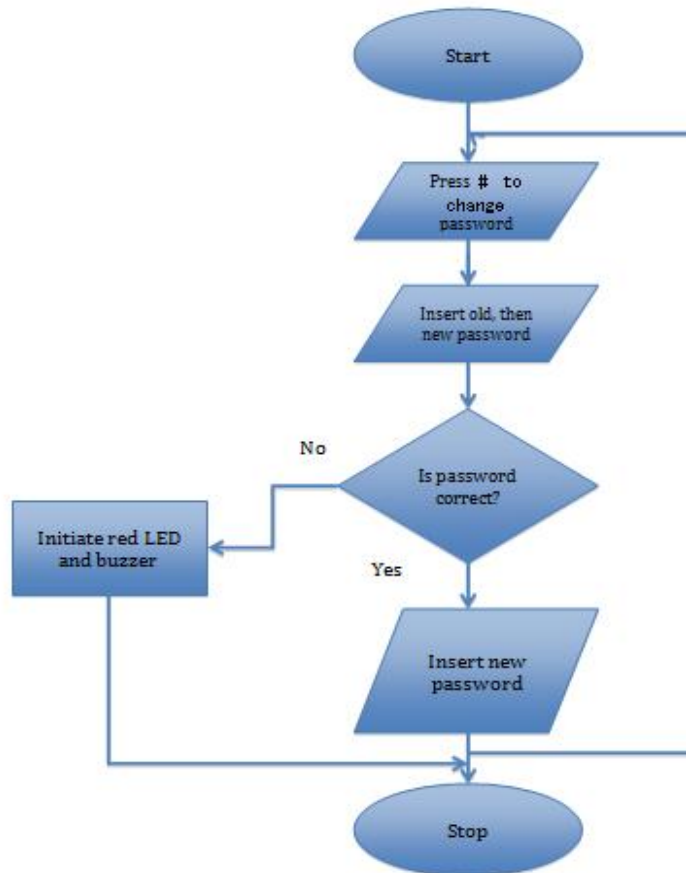 Start
Press # to
change
password
Insert old, then
new password
Is password
correct?
No
Initiate red LED
and buzzer
Yes
Insert new
password
Stop